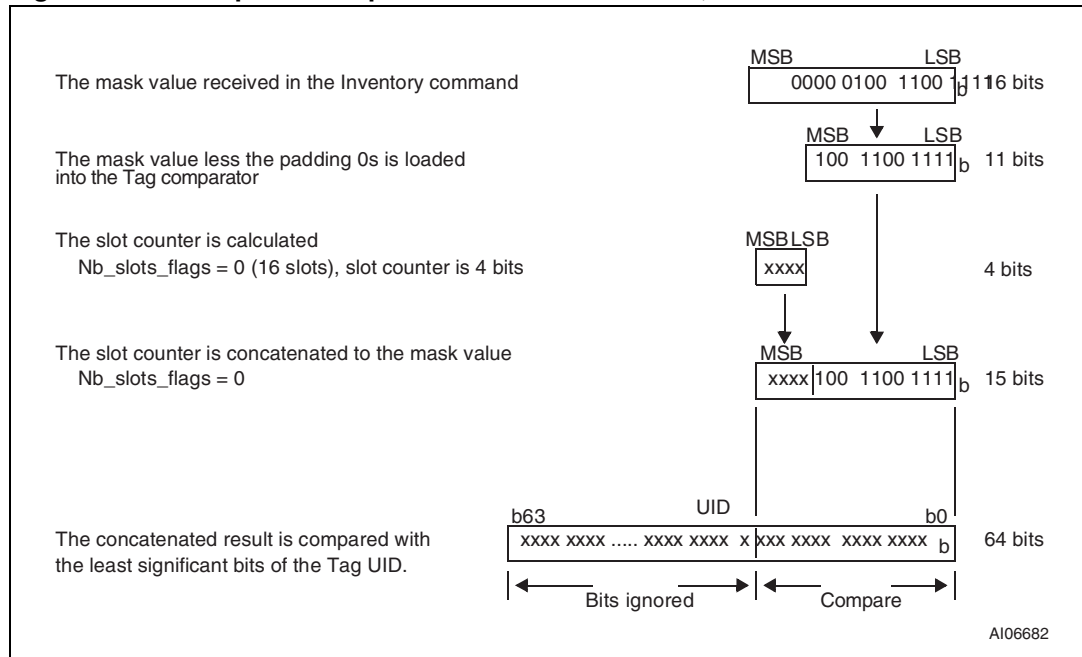 MSB LSB
The mask value received in the Inventory command 0000 0100 1100 1111 b 16 bits
MSB LSB
The mask value less the padding 0s is loaded
into the Tag comparator
100 1100 1111 b 11 bits
The slot counter is calculated
MSB LSB
Nb_slots_flags = 0 (16 slots), slot counter is 4 bits xxxx 4 bits
The slot counter is concatenated to the mask value
MSB LSB
Nb_slots_flags = 0 xxxx 100 1100 1111 b 15 bits
UID
b63 b0
The concatenated result is compared with
the least significant bits of the Tag UID.
xxxx xxxx ..... xxxx xxxx x xxx xxxx xxxx xxxx b 64 bits
Bits ignored Compare
AI06682